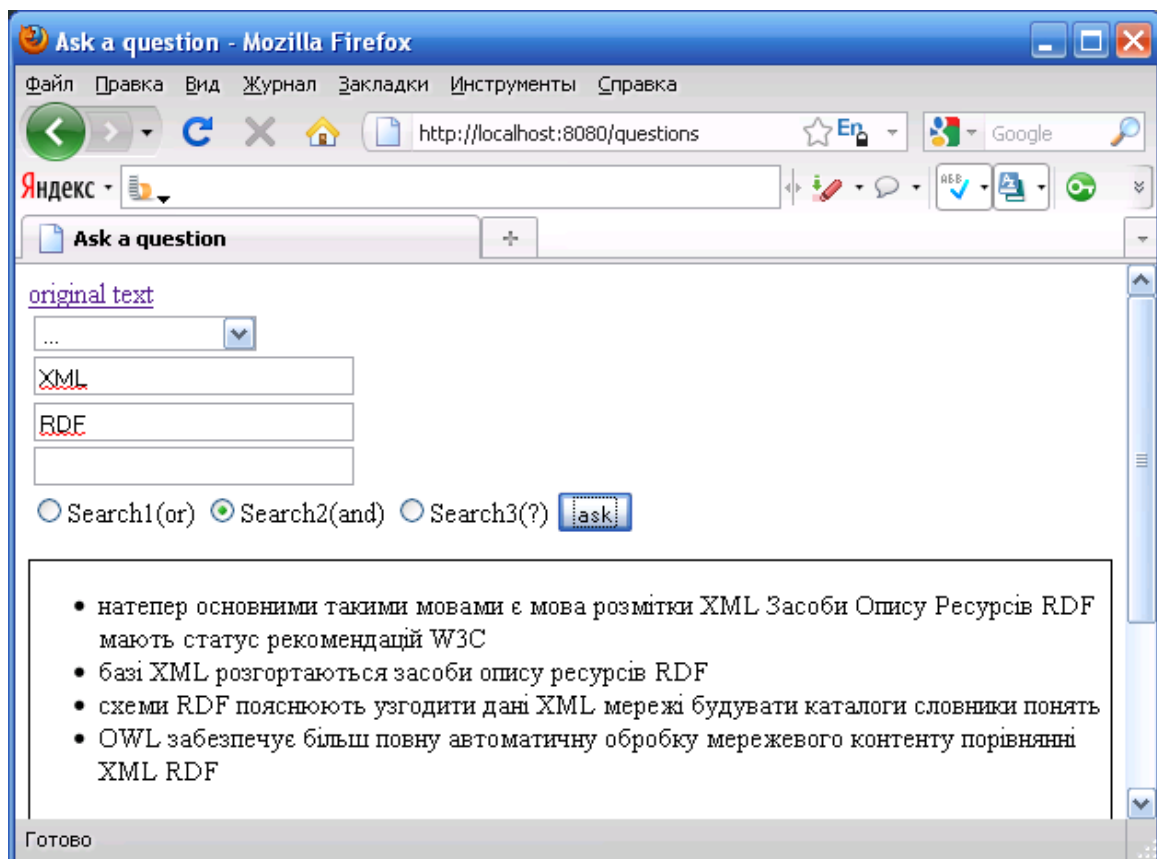 Ask a question - Mozilla Firefox
Файл Правка Вид Журнал Закладки Инструменты Справка
http://localhost:8080/questions En Google
Яндекс АБВ
Ask a question
original text
...
XML
RDF
Search1(or) Search2(and) Search3(?) ask
• натепер основними такими мовами є мова розмітки XML Засоби Опису Ресурсів RDF
мають статус рекомендацій W3C
• базі XML розгортаються засоби опису ресурсів RDF
• схеми RDF пояснюють узгодити дані XML мережі будувати каталоги словники понять
• OWL забезпечує більш повну автоматичну обробку мережевого контенту порівнянні
XML RDF
Готово